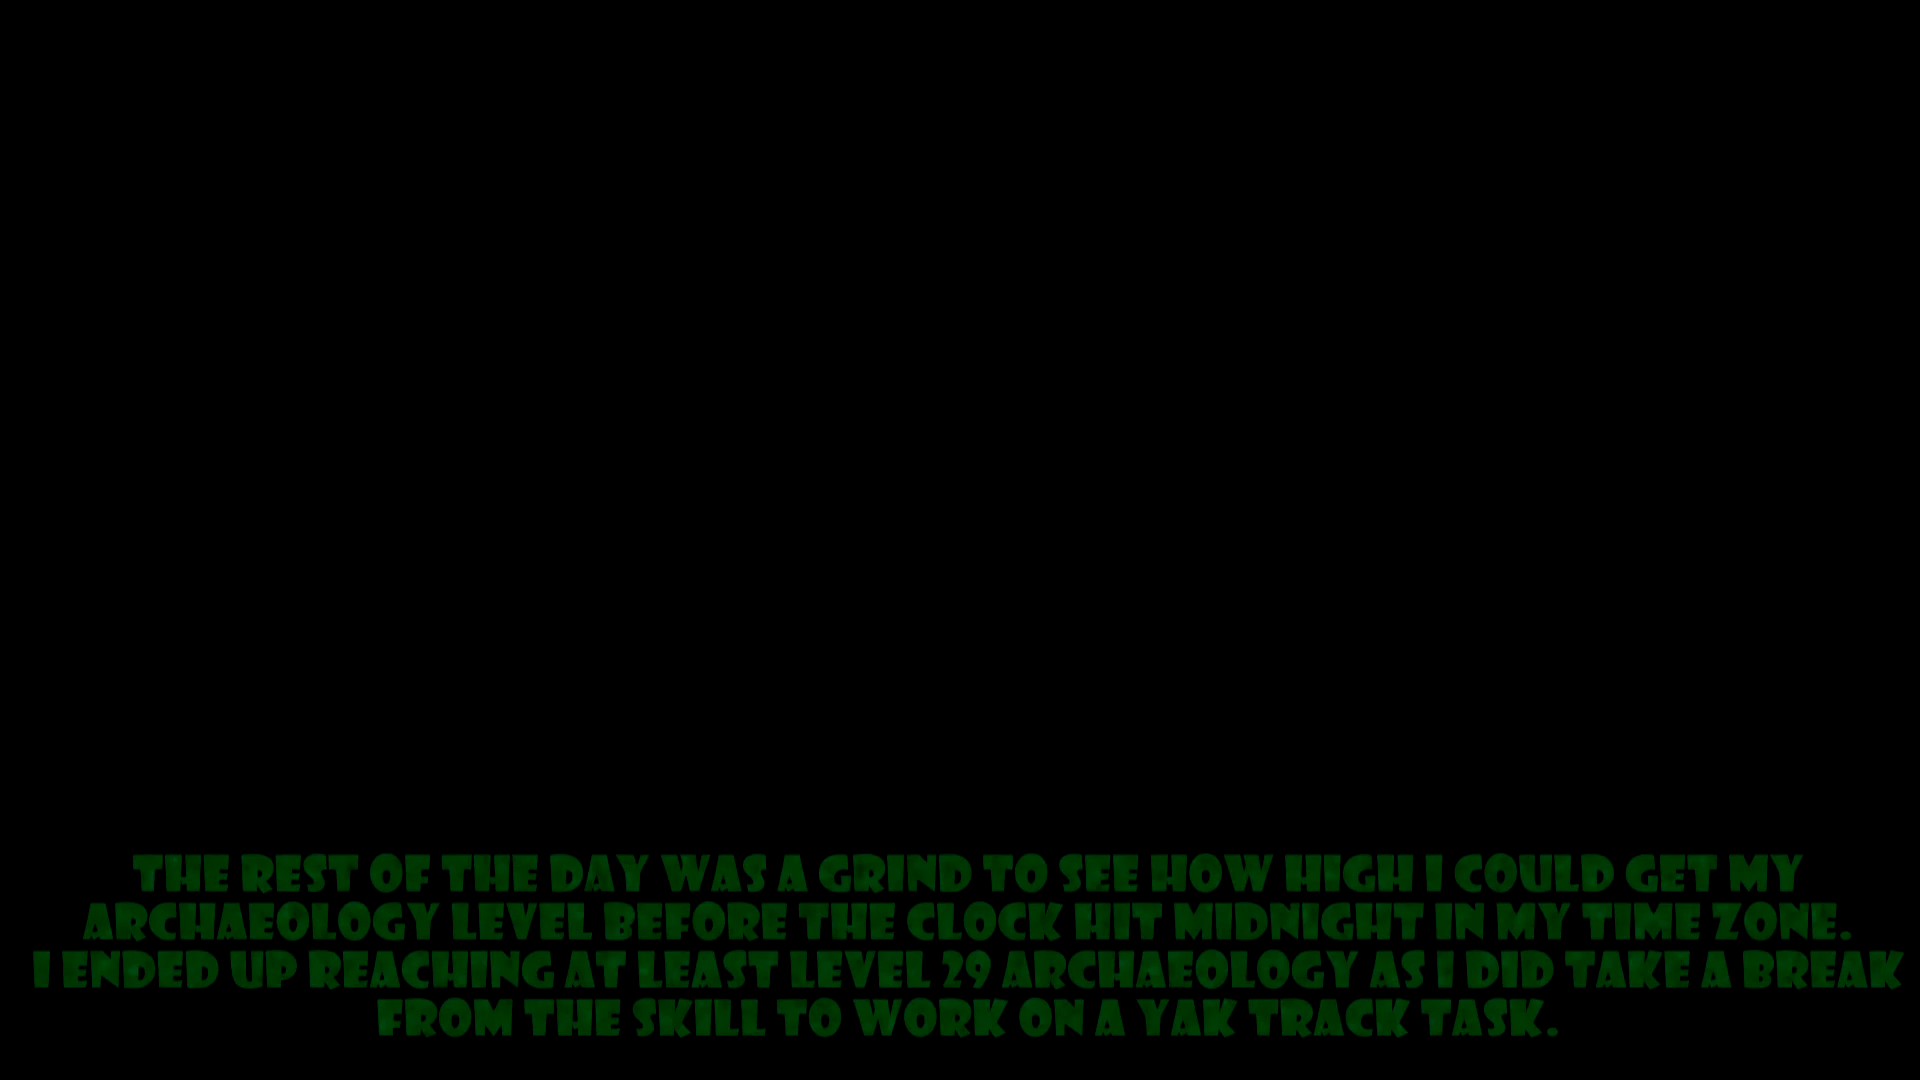 THE REST OF THE DAY WAS A GRIND TO SEE HOW HIGH I COULD GET MY
ARCHAEOLOGY LEVEL BEFORE THE CLOCK HIT MIDNIGHT IN MY TIME ZONE.
I ENDED UP REACHING AT LEAST LEVEL 29 ARCHAEOLOGY AS I DID TAKE A BREAK
FROM THE SKILL TO WORK ON A YAK TRACK TASK.